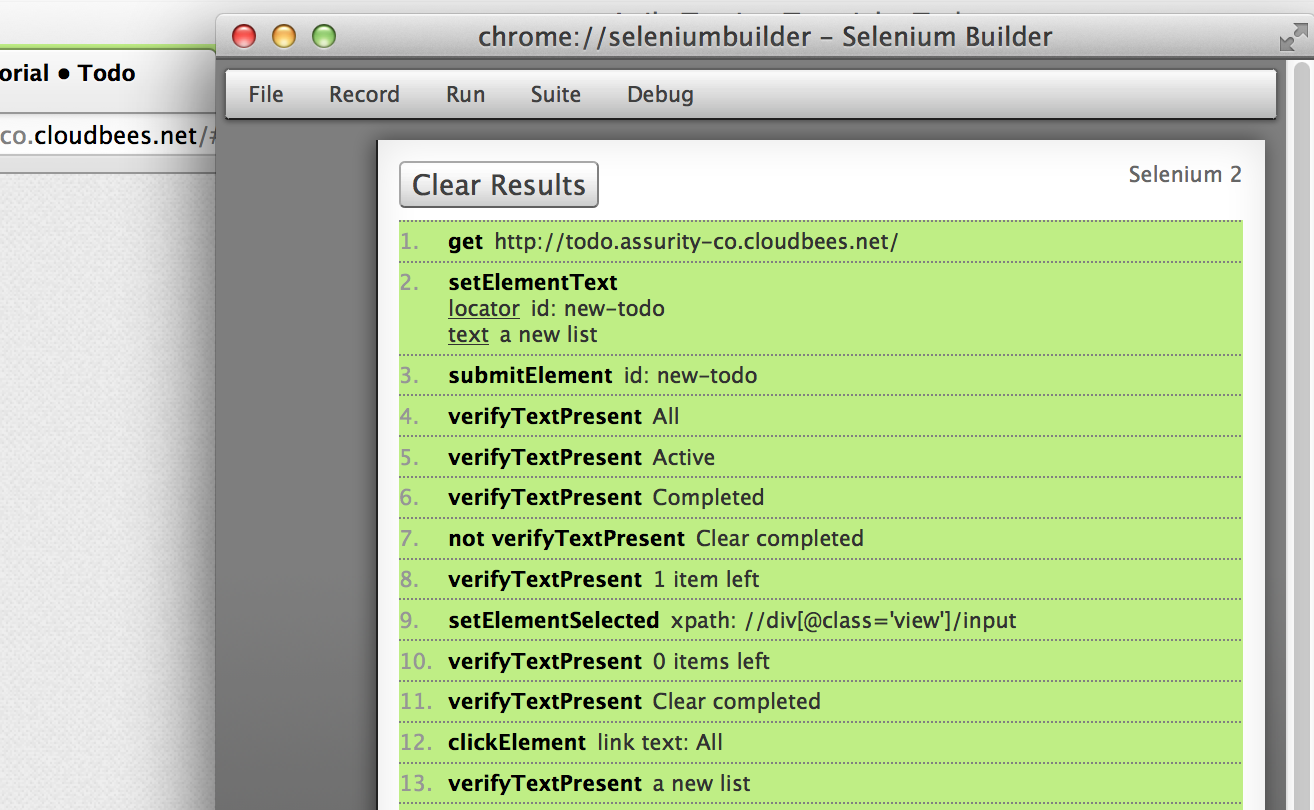 chrome://seleniumbuilder – Selenium Builder
orial • Todo
co.cloudbees.net/#
File Record Run Suite Debug
Clear Results
Selenium 2
1. get http://todo.assurity-co.cloudbees.net/
2. setElementText
locator id: new-todo
text a new list
3. submitElement id: new-todo
4. verifyTextPresent All
5. verifyTextPresent Active
6. verifyTextPresent Completed
7. not verifyTextPresent Clear completed
8. verifyTextPresent 1 item left
9. setElementSelected xpath: //div[@class='view']/input
10. verifyTextPresent 0 items left
11. verifyTextPresent Clear completed
12. clickElement link text: All
13. verifyTextPresent a new list